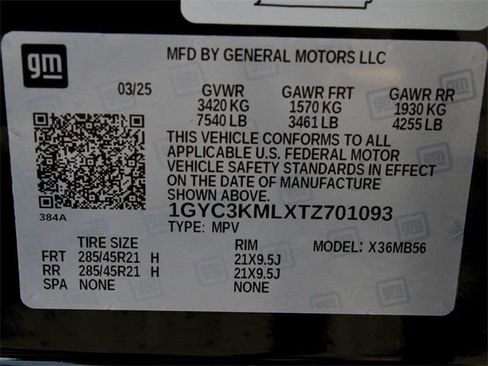 gm
MFD BY GENERAL MOTORS LLC
03/25 GVWR GAWR FRT GAWR RR
3420 KG 1570 KG 1930 KG
7540 LB 3461 LB 4255 LB
THIS VEHICLE CONFORMS TO ALL
APPLICABLE U.S. FEDERAL MOTOR
VEHICLE SAFETY STANDARDS IN EFFECT
ON THE DATE OF MANUFACTURE
SHOWN ABOVE.
384A 1GYC3KMLXTZ701093
TYPE: MPV
TIRE SIZE RIM MODEL: X36MB56
FRT 285/45R21 H 21X9.5J
RR 285/45R21 H 21X9.5J
SPA NONE NONE